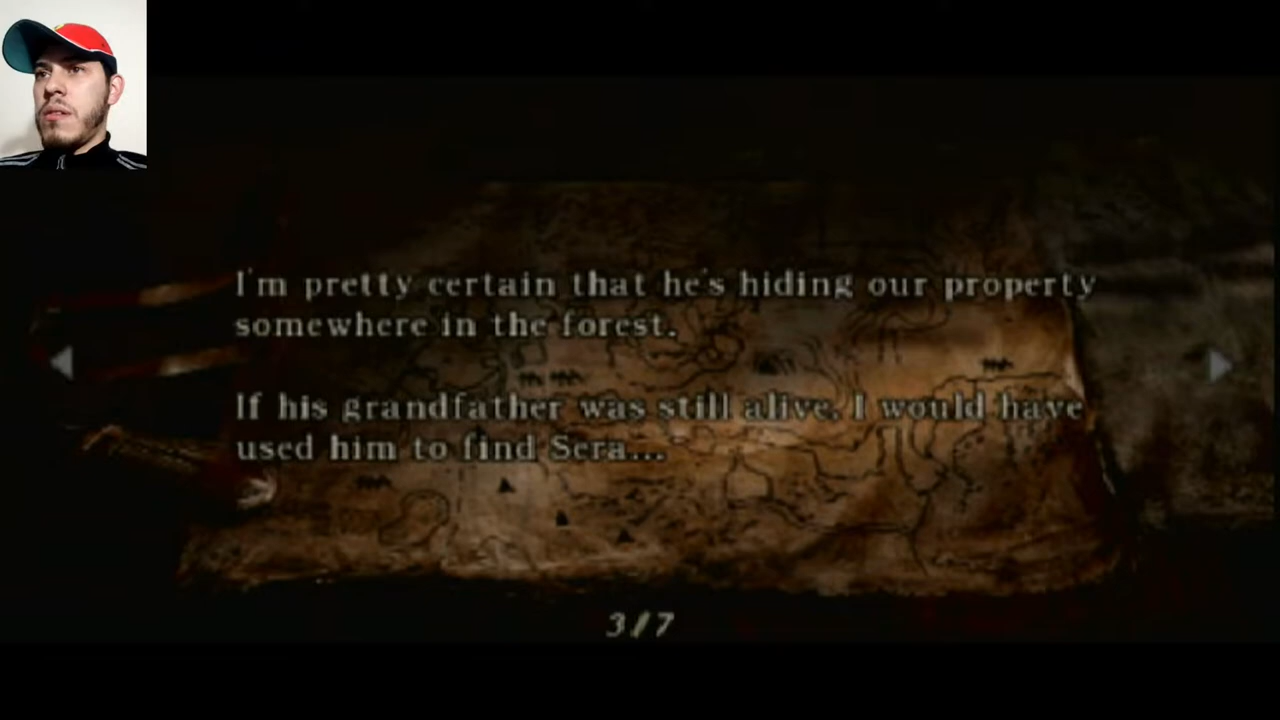 I'm pretty certain that he's hiding our property
somewhere in the forest.
If his grandfather was still alive, I would have
used him to find Sera...
3/7